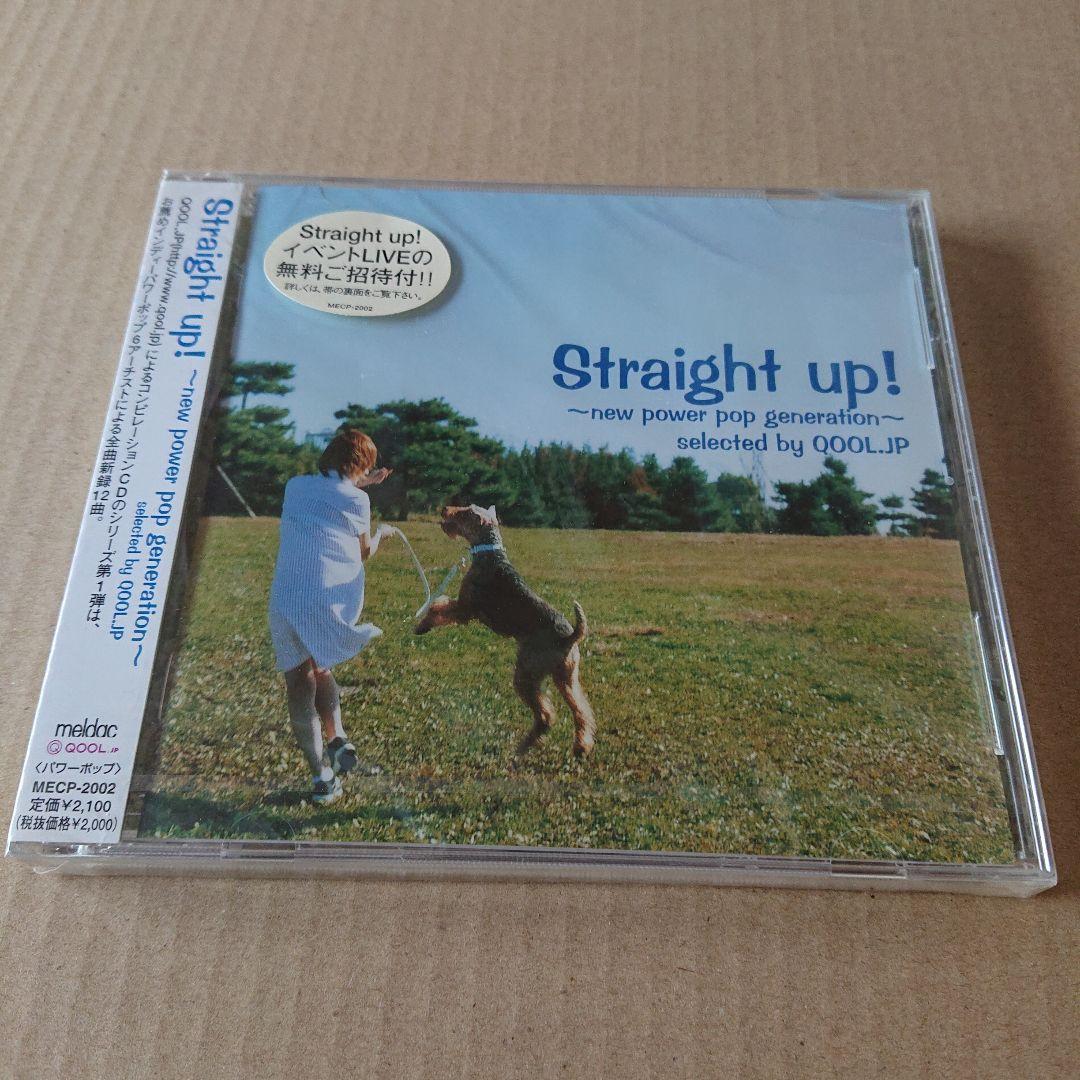 Straight up!
~new power pop generation~
selected by QOOL.JP
QOOL.JP(http://www.qool.jp)によるコンピレーションCDのシリーズ第1弾は、
お薦めインディーパワーポップ6アーチストによる全曲新録12曲。
meldac
QOOL.JP
〈パワーポップ〉
MECP-2002
定価¥2,100
(税抜価格¥2,000)
Straight up!
イベントLIVEの
無料ご招待付!!
詳しくは、帯の裏面をご覧下さい。
MECP-2002
Straight up!
~new power pop generation~
selected by QOOL.JP